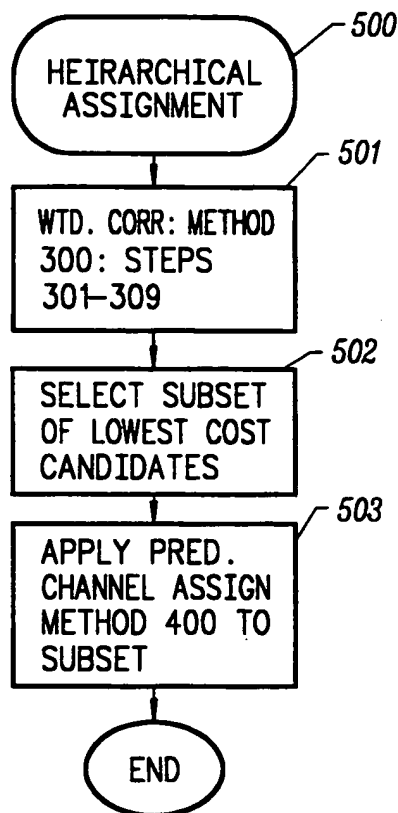 500
HEIRARCHICAL
ASSIGNMENT
501
WTD. CORR: METHOD
300: STEPS
301–309
502
SELECT SUBSET
OF LOWEST COST
CANDIDATES
503
APPLY PRED.
CHANNEL ASSIGN
METHOD 400 TO
SUBSET
END